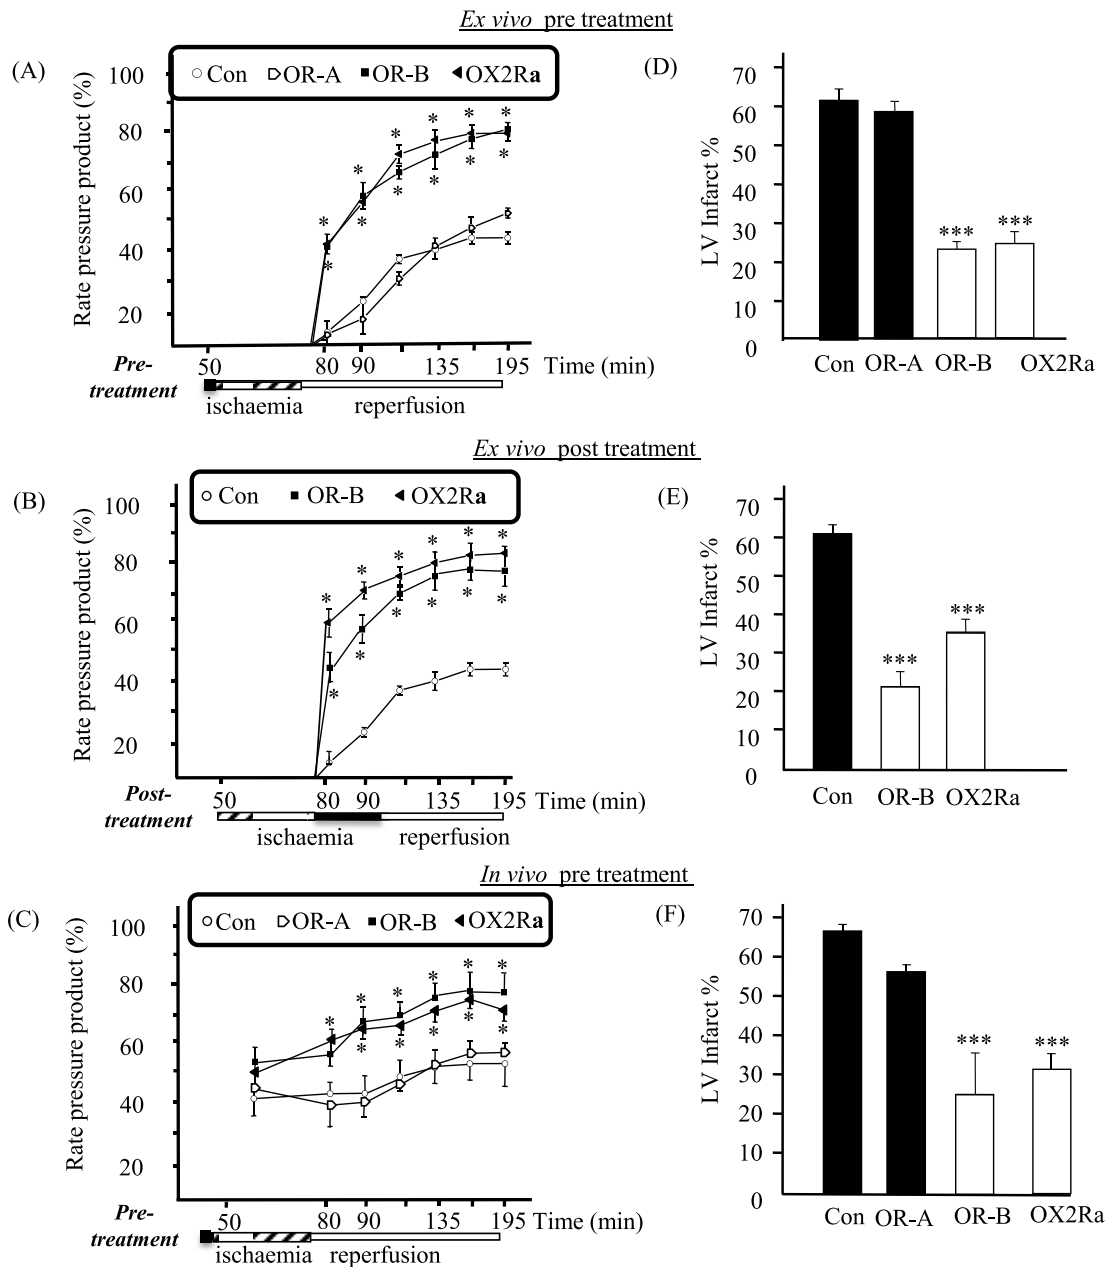 Ex vivo pre treatment
(A)
Rate pressure product (%)
100
80
60
40
20
Con OR-A OR-B OX2Ra
* * * * * *
* * * * * *
50 80 90 135 195 Time (min)
Pre-
treatment
ischaemia reperfusion
(D)
LV Infarct %
70
60
50
40
30
20
10
0
*** ***
Con OR-A OR-B OX2Ra
Ex vivo post treatment
(B)
Rate pressure product (%)
100
80
60
40
20
Con OR-B OX2Ra
* * * * * *
* * * * * *
50 80 90 135 195 Time (min)
Post-
treatment
ischaemia reperfusion
(E)
LV Infarct %
70
60
50
40
30
20
10
0
*** ***
Con OR-B OX2Ra
In vivo pre treatment
(C)
Rate pressure product (%)
100
80
60
40
20
Con OR-A OR-B OX2Ra
* * * * * *
* * * * *
50 80 90 135 195 Time (min)
Pre-
treatment
ischaemia reperfusion
(F)
LV Infarct %
70
60
50
40
30
20
10
0
*** ***
Con OR-A OR-B OX2Ra